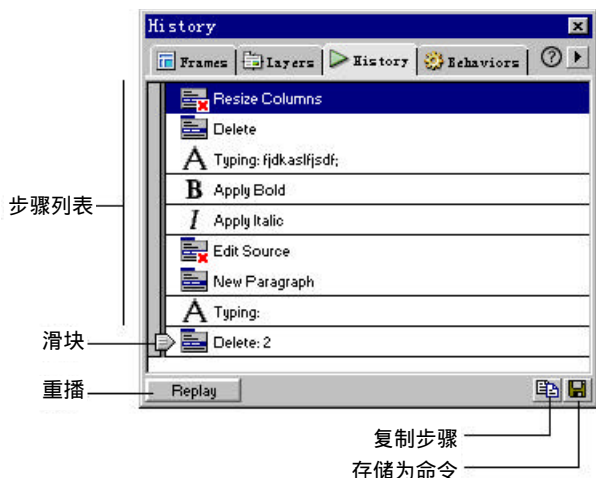 History
Frames Layers History Behaviors
Resize Columns
Delete
Typing: fjdkaslfjsdf;
Apply Bold
步骤列表
Apply Italic
Edit Source
New Paragraph
Typing:
滑块
Delete: 2
重播
Replay
复制步骤
存储为命令